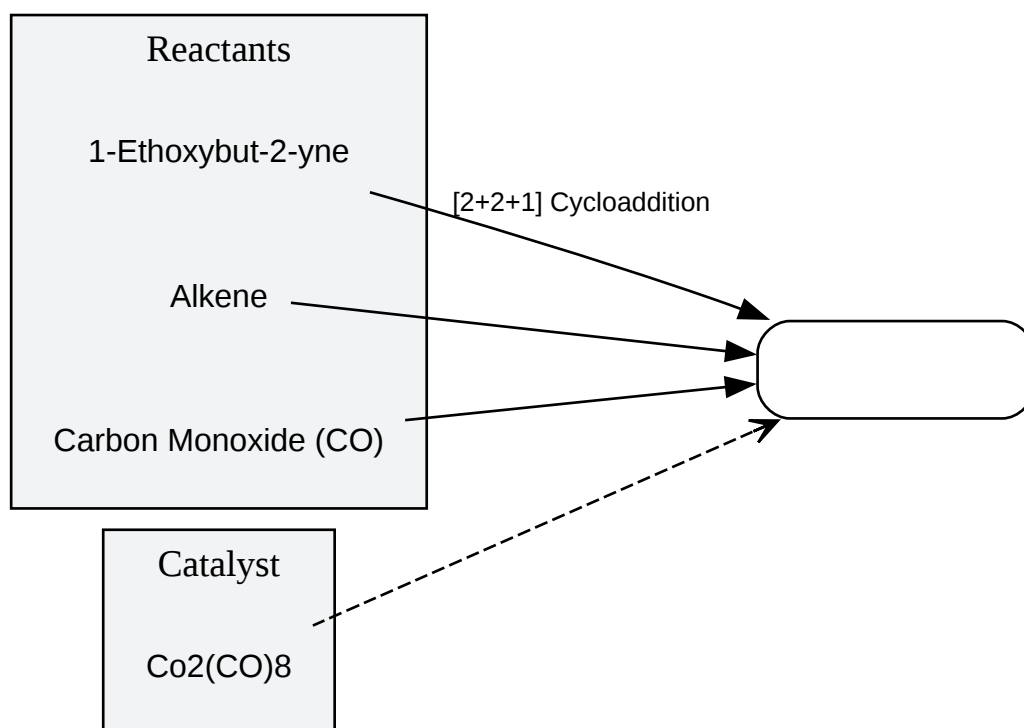 Reactants
1-Ethoxybut-2-yne
[2+2+1] Cycloaddition
Alkene
Carbon Monoxide (CO)
Catalyst
Co2(CO)8